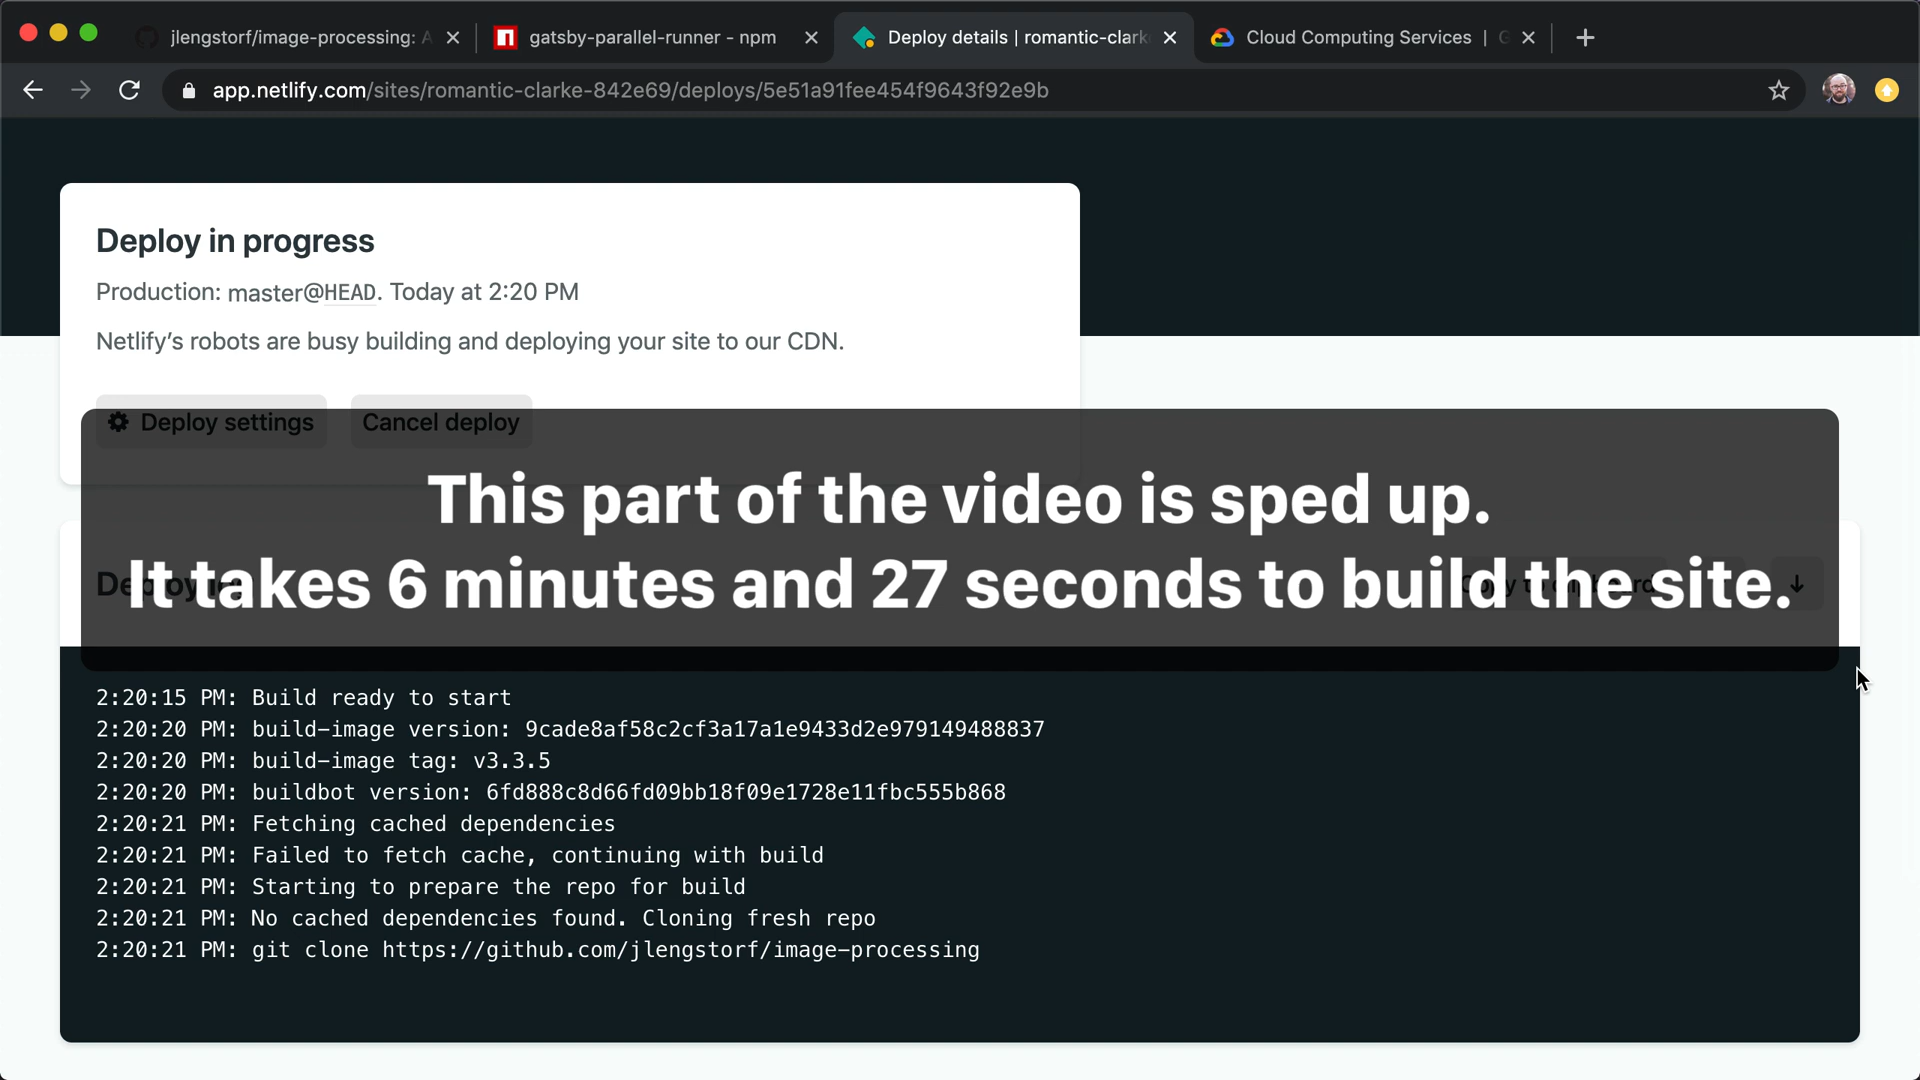 jlengstorf/image-processing: A
gatsby-parallel-runner - npm
Deploy details | romantic-clark
Cloud Computing Services | G
app.netlify.com/sites/romantic-clarke-842e69/deploys/5e51a91fee454f9643f92e9b
Deploy in progress
Production: master@HEAD. Today at 2:20 PM
Netlify’s robots are busy building and deploying your site to our CDN.
Deploy settings
Cancel deploy
This part of the video is sped up.
It takes 6 minutes and 27 seconds to build the site.
Deploy log
Copy to clipboard
2:20:15 PM: Build ready to start
2:20:20 PM: build-image version: 9cade8af58c2cf3a17a1e9433d2e979149488837
2:20:20 PM: build-image tag: v3.3.5
2:20:20 PM: buildbot version: 6fd888c8d66fd09bb18f09e1728e11fbc555b868
2:20:21 PM: Fetching cached dependencies
2:20:21 PM: Failed to fetch cache, continuing with build
2:20:21 PM: Starting to prepare the repo for build
2:20:21 PM: No cached dependencies found. Cloning fresh repo
2:20:21 PM: git clone https://github.com/jlengstorf/image-processing